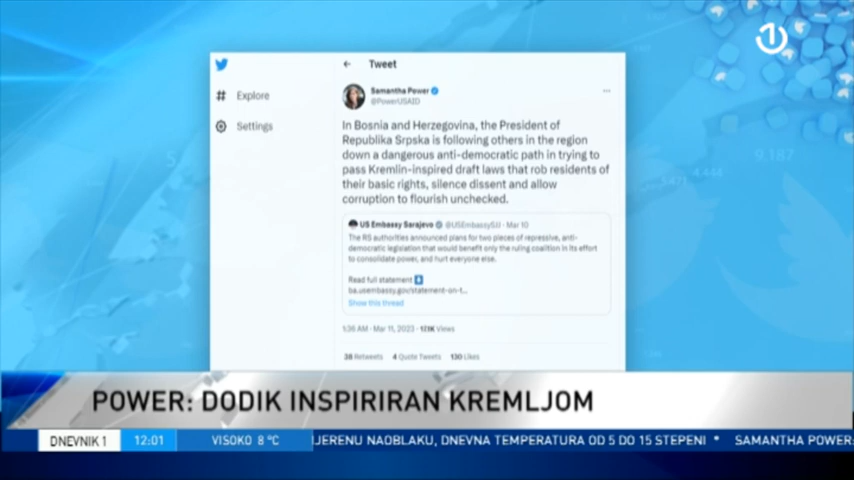 Tweet
Explore
Settings
Samantha Power
@PowerUSAID
In Bosnia and Herzegovina, the President of
Republika Srpska is following others in the region
down a dangerous anti-democratic path in trying to
pass Kremlin-inspired draft laws that rob residents of
their basic rights, silence dissent and allow
corruption to flourish unchecked.
US Embassy Sarajevo @USEmbassySJJ · Mar 10
The RS authorities announced plans for two pieces of repressive, anti-
democratic legislation that would benefit only the ruling coalition in its effort
to consolidate power, and hurt everyone else.
Read full statement
ba.usembassy.gov/statement-on-t...
Show this thread
1:36 AM · Mar 11, 2023 · 17.1K Views
38 Retweets 4 Quote Tweets 130 Likes
9.187
4.444
POWER: DODIK INSPIRIRAN KREMLJOM
DNEVNIK 1 12:01 VISOKO 8 °C JERENU NAOBLAKU, DNEVNA TEMPERATURA OD 5 DO 15 STEPENI * SAMANTHA POWER: